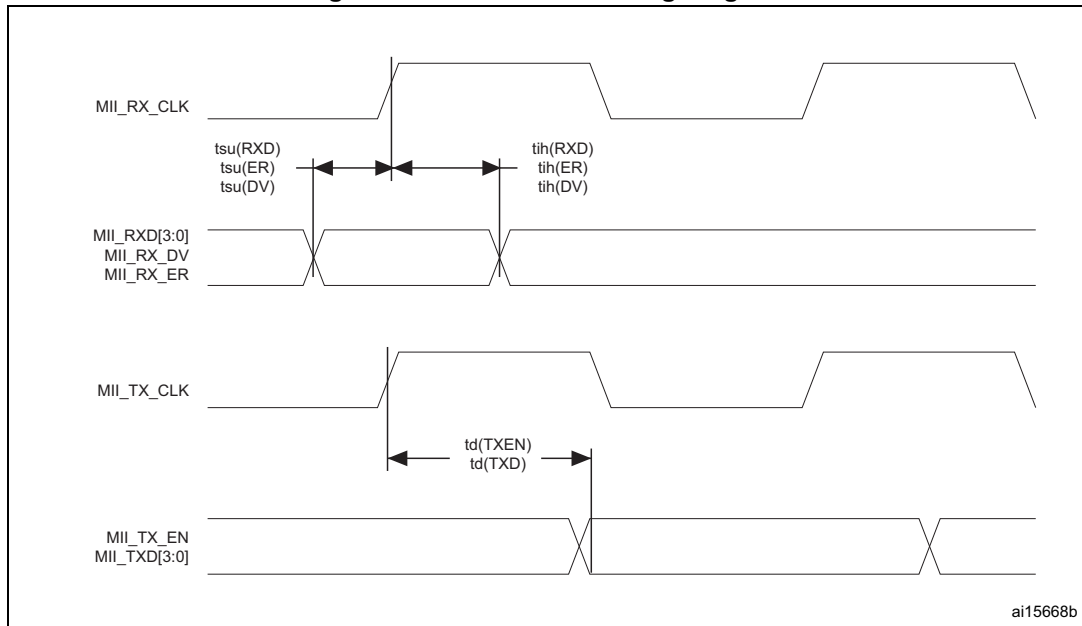 MII_RX_CLK
tsu(RXD)
tsu(ER)
tsu(DV)
tih(RXD)
tih(ER)
tih(DV)
MII_RXD[3:0]
MII_RX_DV
MII_RX_ER
MII_TX_CLK
td(TXEN)
td(TXD)
MII_TX_EN
MII_TXD[3:0]
ai15668b